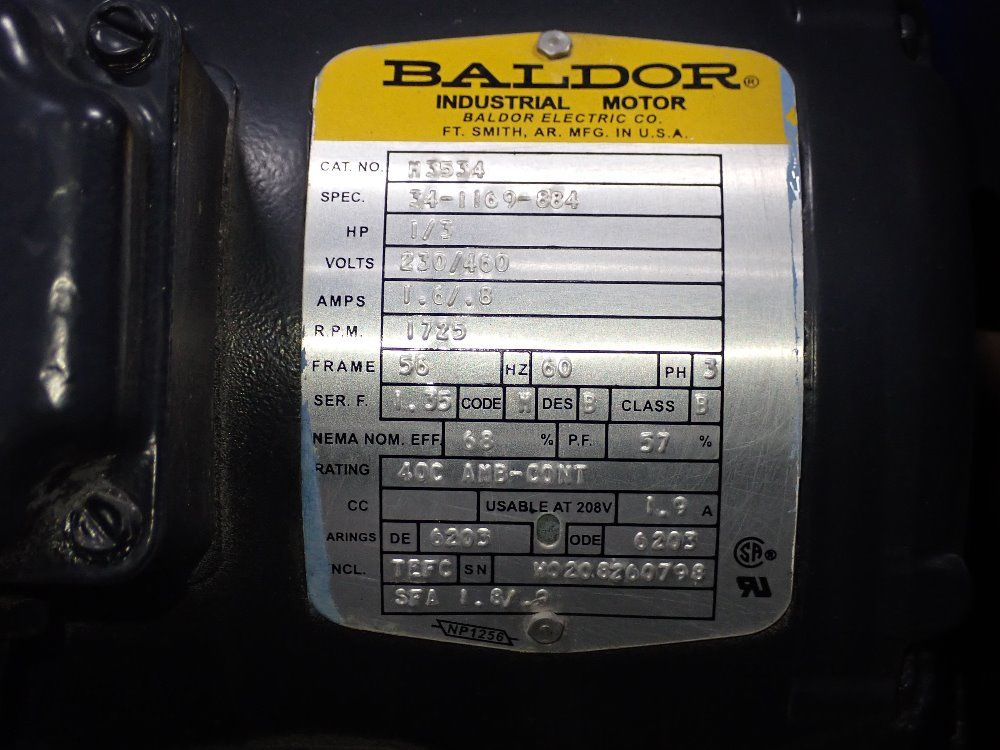 BALDOR®
INDUSTRIAL MOTOR
BALDOR ELECTRIC CO.
FT. SMITH, AR. MFG. IN U.S.A.
CAT. NO. M3534
SPEC. 34-1169-884
HP 1/3
VOLTS 230/460
AMPS 1.6/.8
R.P.M. 1725
FRAME 56 HZ 60 PH 3
SER. F. 1.35 CODE M DES B CLASS B
NEMA NOM. EFF. 68 % P.F. 57 %
RATING 40C AMB-CONT
CC USABLE AT 208V 1.9 A
ARINGS DE 6203 ODE 6203
ENCL. TEFC SN W0208260798
SFA 1.8/.9
NP1256
SA®